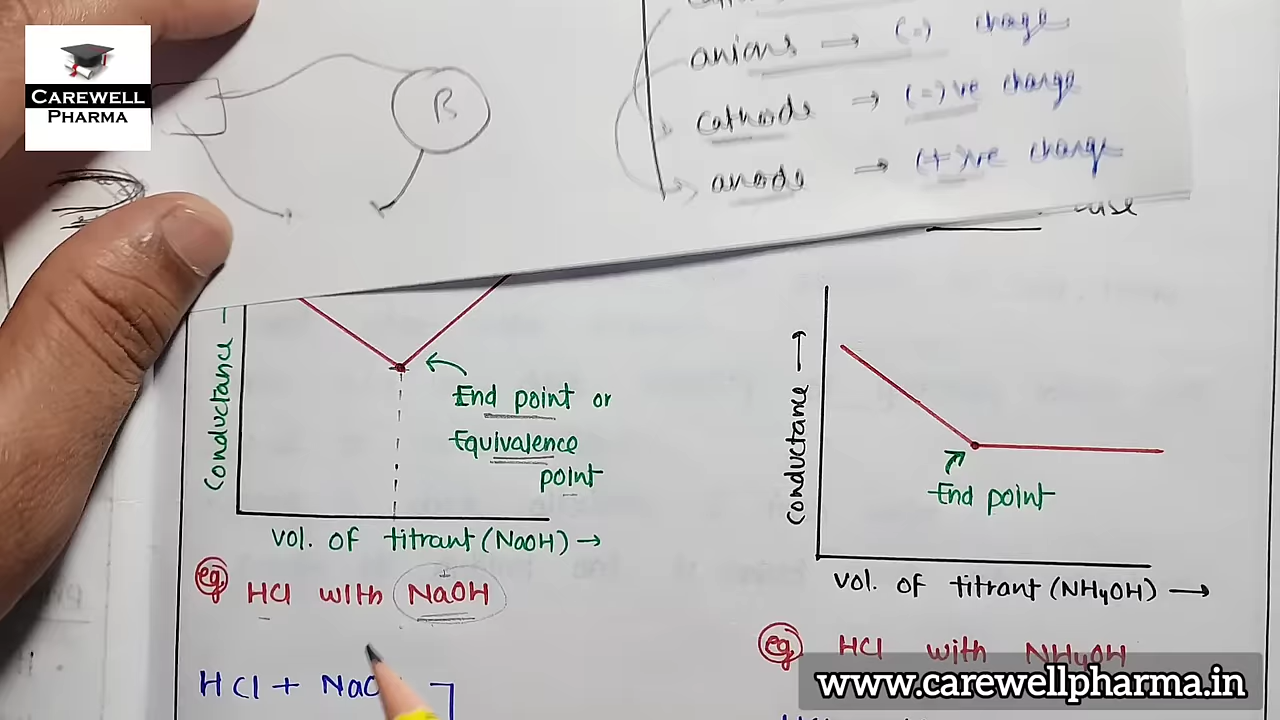 CAREWELL
PHARMA
B
anions ⇒ (-) charge
cathode ⇒ (-)ve charge
anode ⇒ (+)ve charge
use
Conductance →
End point or
Equivalence
point
Vol. of titrant (NaOH) →
eg. HCl with NaOH
HCl + NaO
Conductance →
End point
Vol. of titrant (NH4OH) →
eg. HCl with NH4OH
www.carewellpharma.in